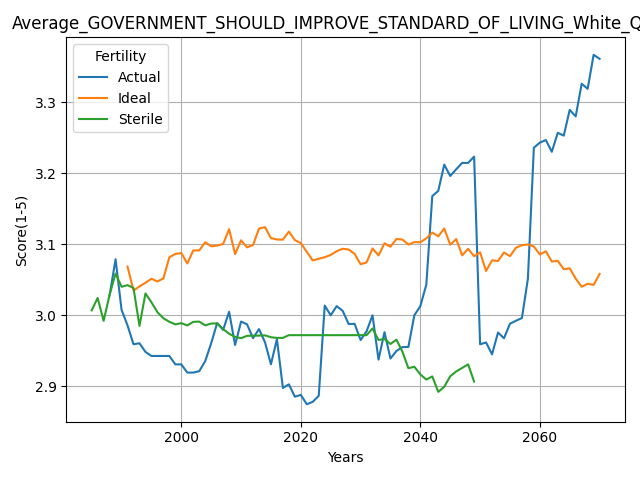 Average_GOVERNMENT_SHOULD_IMPROVE_STANDARD_OF_LIVING_White_Q
Fertility
Actual
Ideal
Sterile
Score(1-5)
3.3
3.2
3.1
3.0
2.9
2000 2020 2040 2060
Years